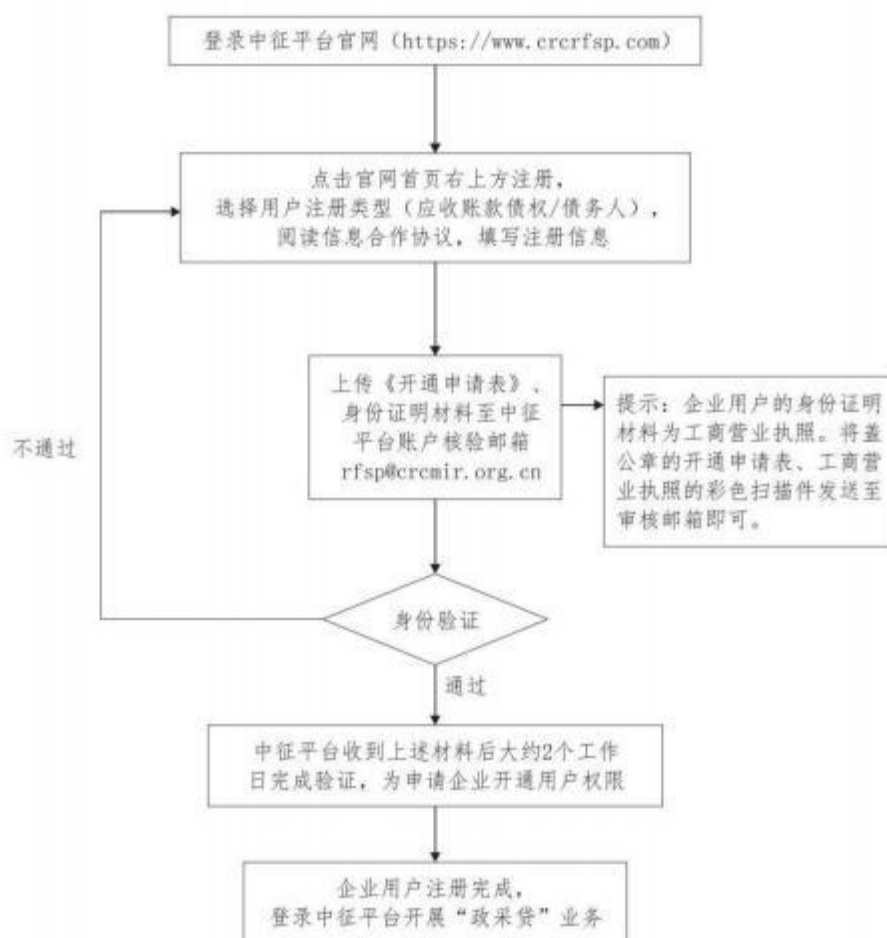 登录中征平台官网（https://www.crcrfsp.com）
点击官网首页右上方注册，
选择用户注册类型（应收账款债权/债务人），
阅读信息合作协议，填写注册信息
上传《开通申请表》、
身份证明材料至中征
平台账户核验邮箱
rfsp@crcmir.org.cn
提示：企业用户的身份证明
材料为工商营业执照。将盖
公章的开通申请表、工商营
业执照的彩色扫描件发送至
审核邮箱即可。
不通过
身份验证
通过
中征平台收到上述材料后大约2个工作
日完成验证，为申请企业开通用户权限
企业用户注册完成，
登录中征平台开展“政采贷”业务